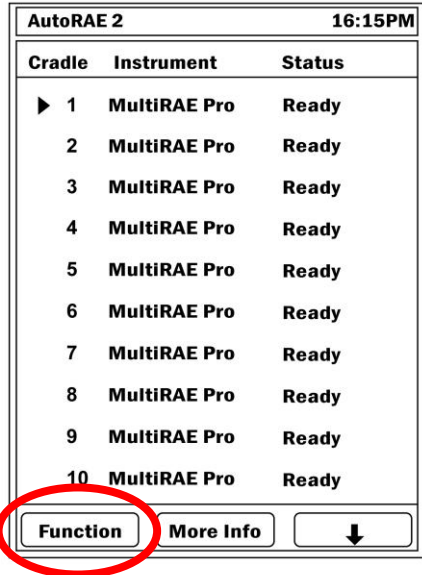 AutoRAE 2 16:15PM
Cradle Instrument Status
1 MultiRAE Pro Ready
2 MultiRAE Pro Ready
3 MultiRAE Pro Ready
4 MultiRAE Pro Ready
5 MultiRAE Pro Ready
6 MultiRAE Pro Ready
7 MultiRAE Pro Ready
8 MultiRAE Pro Ready
9 MultiRAE Pro Ready
10 MultiRAE Pro Ready
Function More Info